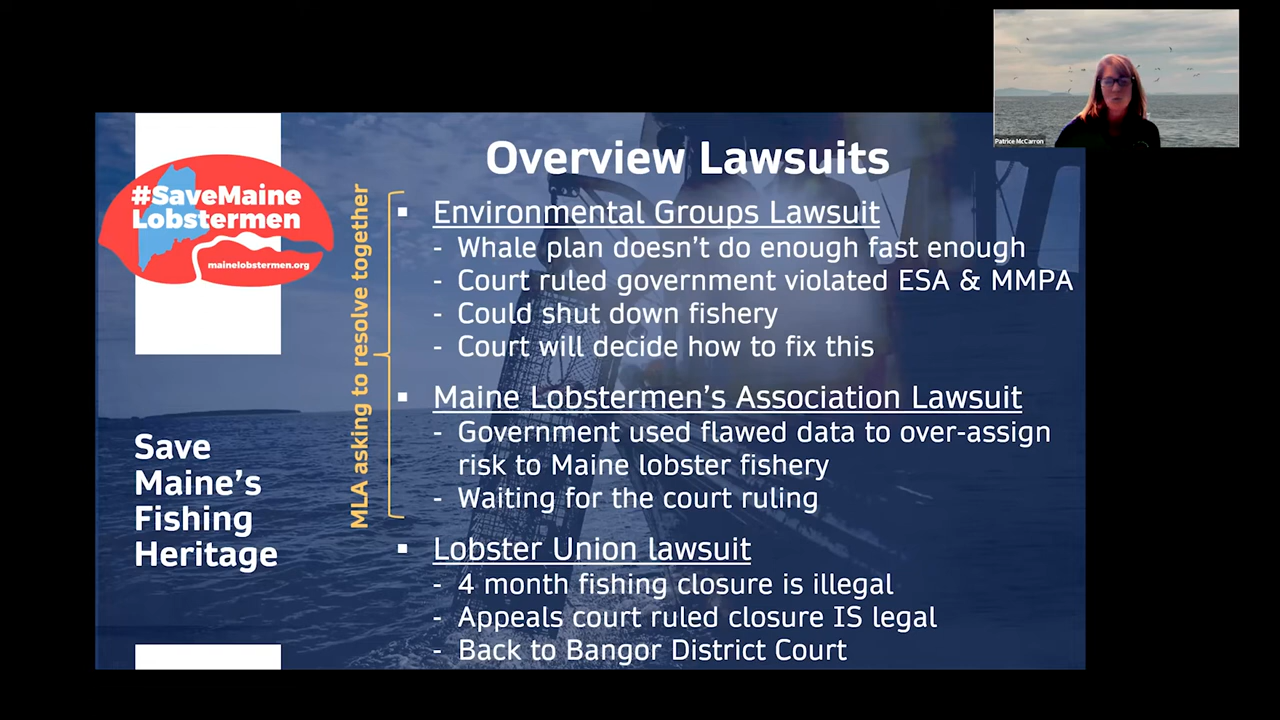 Patrice McCarron
Overview Lawsuits
#SaveMaine
Lobstermen
mainelobstermen.org
Save
Maine's
Fishing
Heritage
MLA asking to resolve together
▪ Environmental Groups Lawsuit
- Whale plan doesn't do enough fast enough
- Court ruled government violated ESA & MMPA
- Could shut down fishery
- Court will decide how to fix this
▪ Maine Lobstermen's Association Lawsuit
- Government used flawed data to over-assign
risk to Maine lobster fishery
- Waiting for the court ruling
▪ Lobster Union lawsuit
- 4 month fishing closure is illegal
- Appeals court ruled closure IS legal
- Back to Bangor District Court